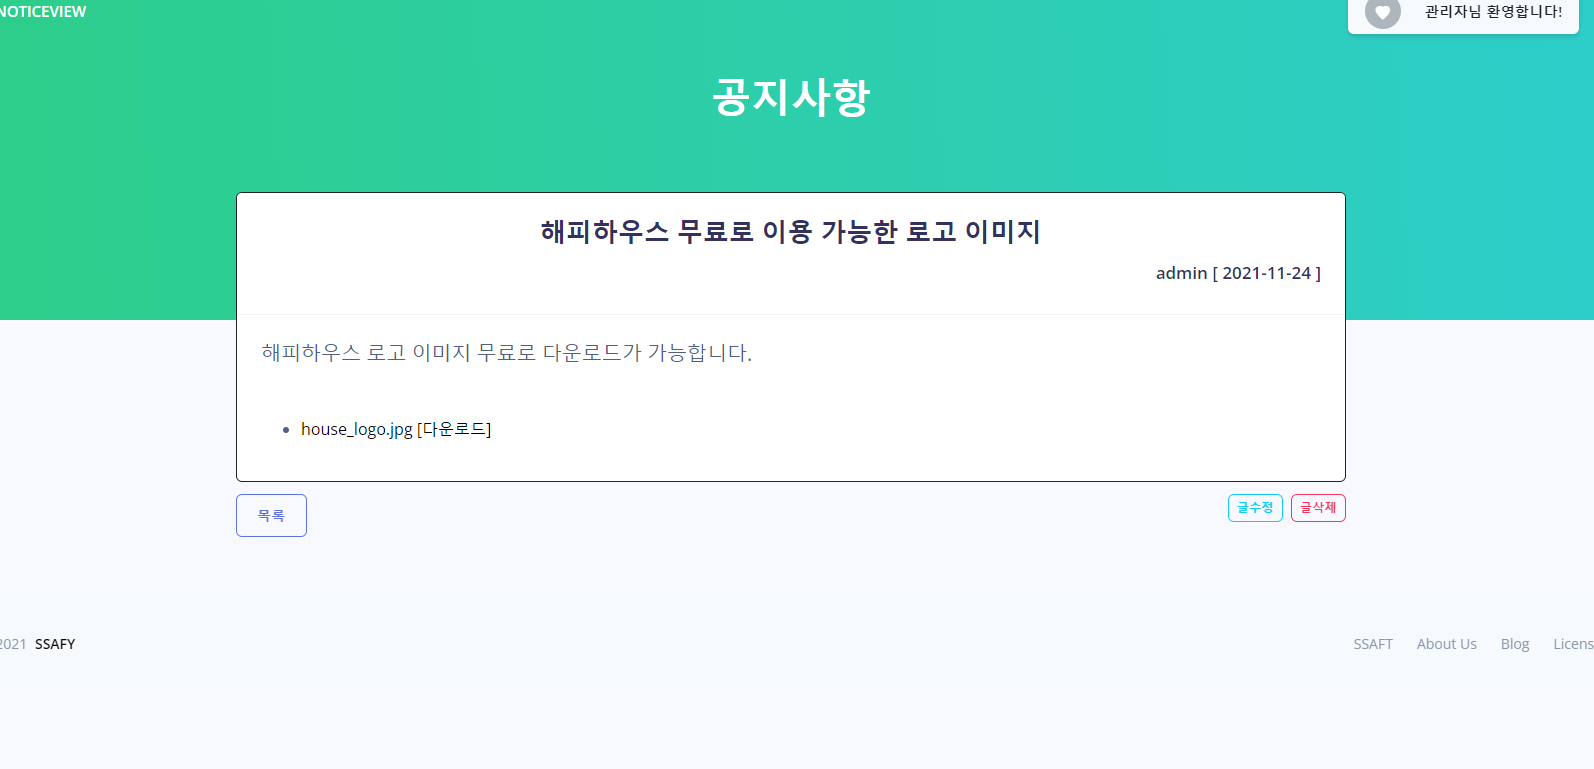 NOTICEVIEW
관리자님 환영합니다!
공지사항
해피하우스 무료로 이용 가능한 로고 이미지
admin [ 2021-11-24 ]
해피하우스 로고 이미지 무료로 다운로드가 가능합니다.
house_logo.jpg [다운로드]
목록 글수정 글삭제
2021 SSAFY SSAFT About Us Blog Licens